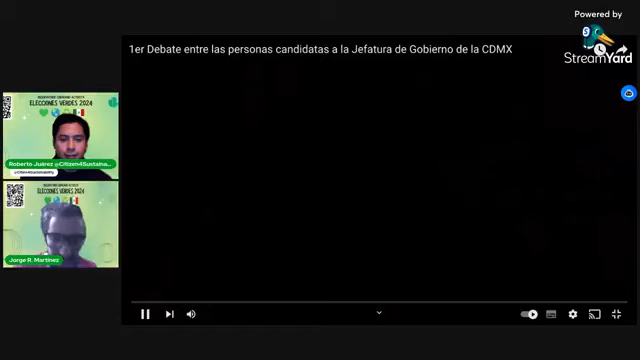 Powered by
StreamYard
1er Debate entre las personas candidatas a la Jefatura de Gobierno de la CDMX
ELECCIONES VERDES 2024
Roberto Juárez @Citizen4Sustaina...
@Citizen4Sustainability
ELECCIONES VERDES 2024
Jorge R. Martínez